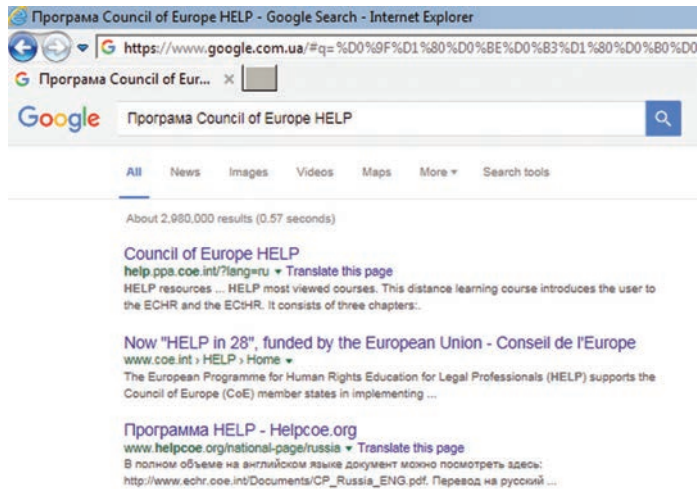 Програма Council of Europe HELP - Google Search - Internet Explorer
G https://www.google.com.ua/#q=%D0%9F%D1%80%D0%BE%D0%B3%D1%80%D0%B0%D0
G Програма Council of Eur... ×
Google Програма Council of Europe HELP
All News Images Videos Maps More ▾ Search tools
About 2,980,000 results (0.57 seconds)
Council of Europe HELP
help.ppa.coe.int/?lang=ru ▾ Translate this page
HELP resources ... HELP most viewed courses. This distance learning course introduces the user to
the ECHR and the ECtHR. It consists of three chapters:.
Now "HELP in 28", funded by the European Union - Conseil de l'Europe
www.coe.int › HELP › Home ▾
The European Programme for Human Rights Education for Legal Professionals (HELP) supports the
Council of Europe (CoE) member states in implementing ...
Программа HELP - Helpcoe.org
www.helpcoe.org/national-page/russia ▾ Translate this page
В полном объеме на английском языке документ можно посмотреть здесь:
http://www.echr.coe.int/Documents/CP_Russia_ENG.pdf. Перевод на русский ...